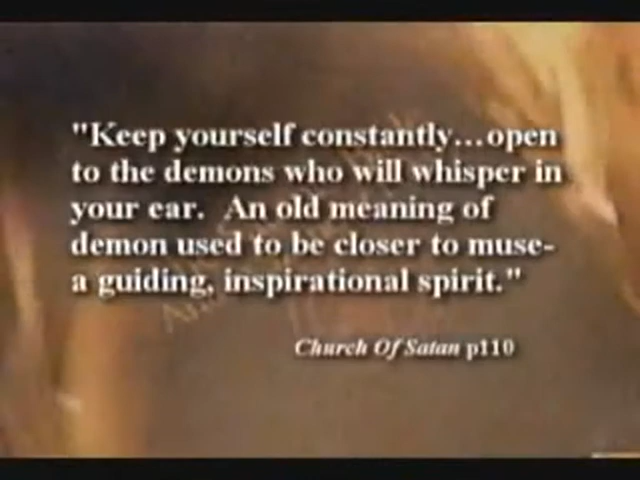 "Keep yourself constantly...open
to the demons who will whisper in
your ear. An old meaning of
demon used to be closer to muse-
a guiding, inspirational spirit."
Church Of Satan p110